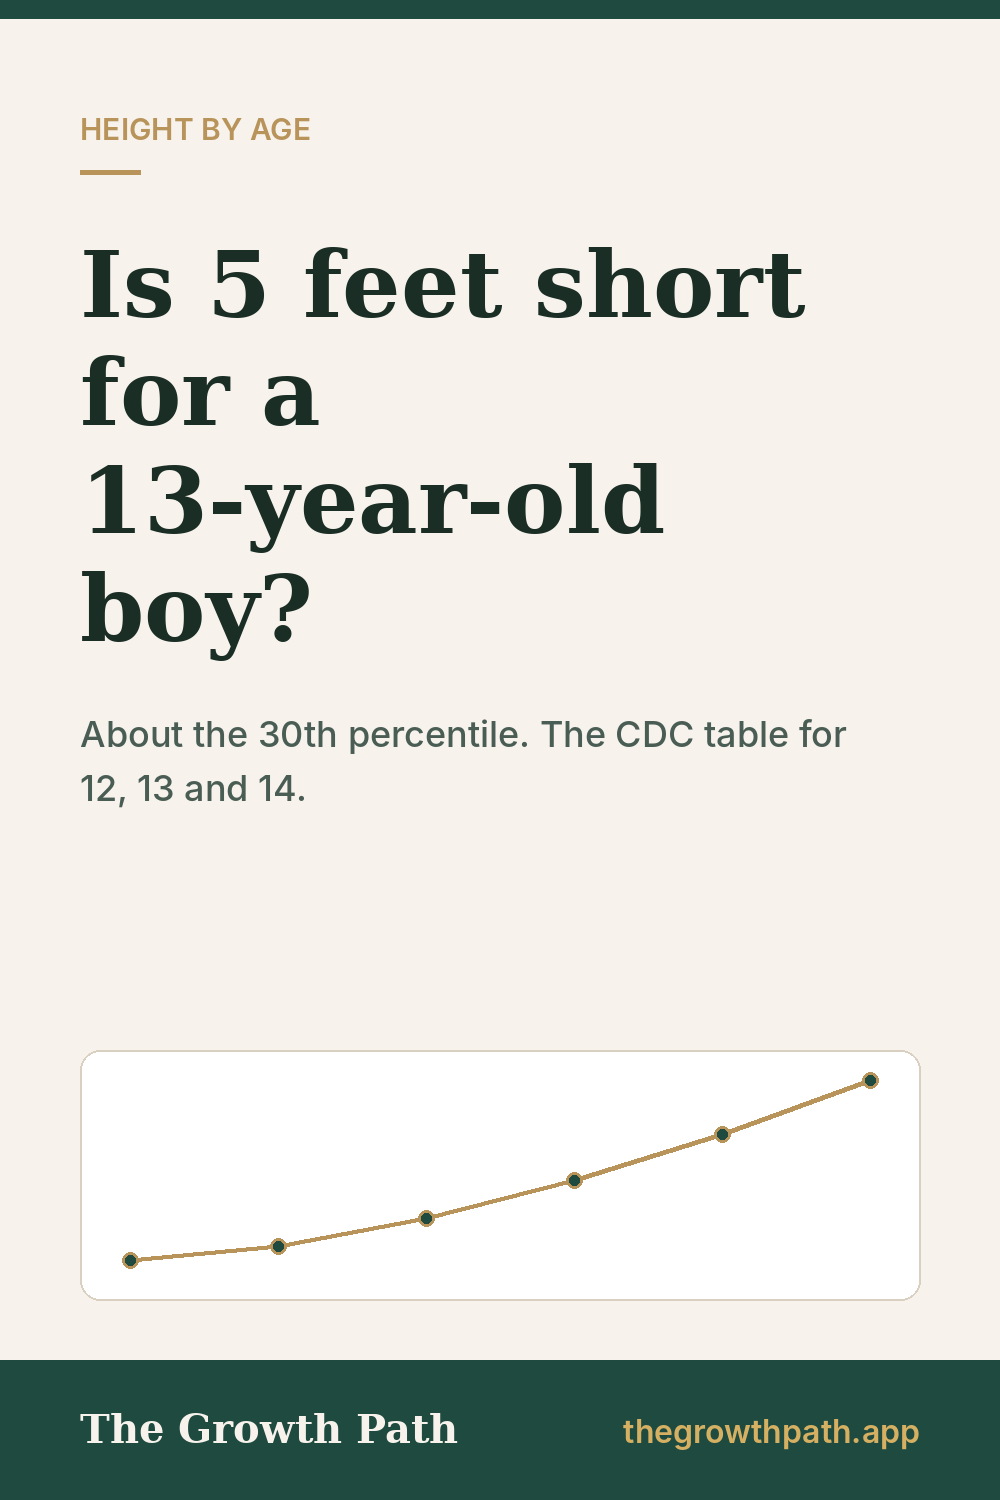 HEIGHT BY AGE
Is 5 feet short
for a
13-year-old
boy?
About the 30th percentile. The CDC table for
12, 13 and 14.
The Growth Path
thegrowthpath.app